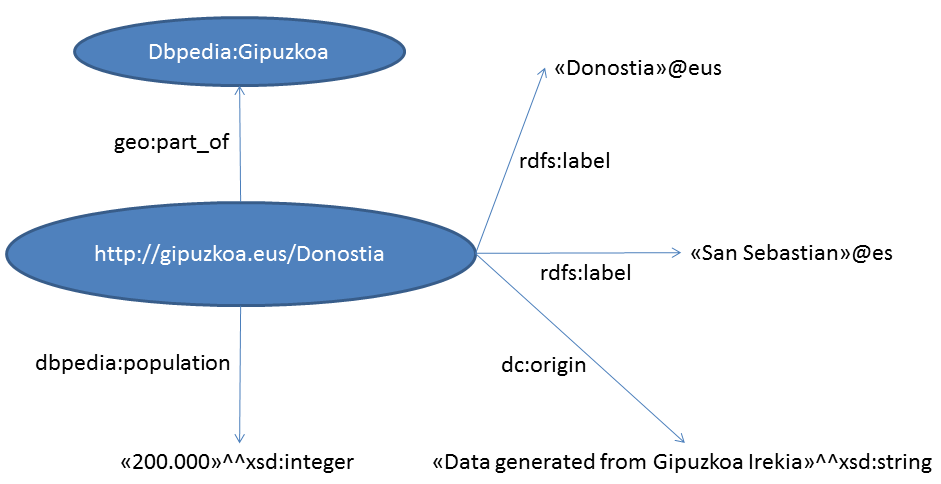 Dbpedia:Gipuzkoa
«Donostia»@eus
geo:part_of
rdfs:label
http://gipuzkoa.eus/Donostia
«San Sebastian»@es
rdfs:label
dbpedia:population
dc:origin
«200.000»^^xsd:integer
«Data generated from Gipuzkoa Irekia»^^xsd:string